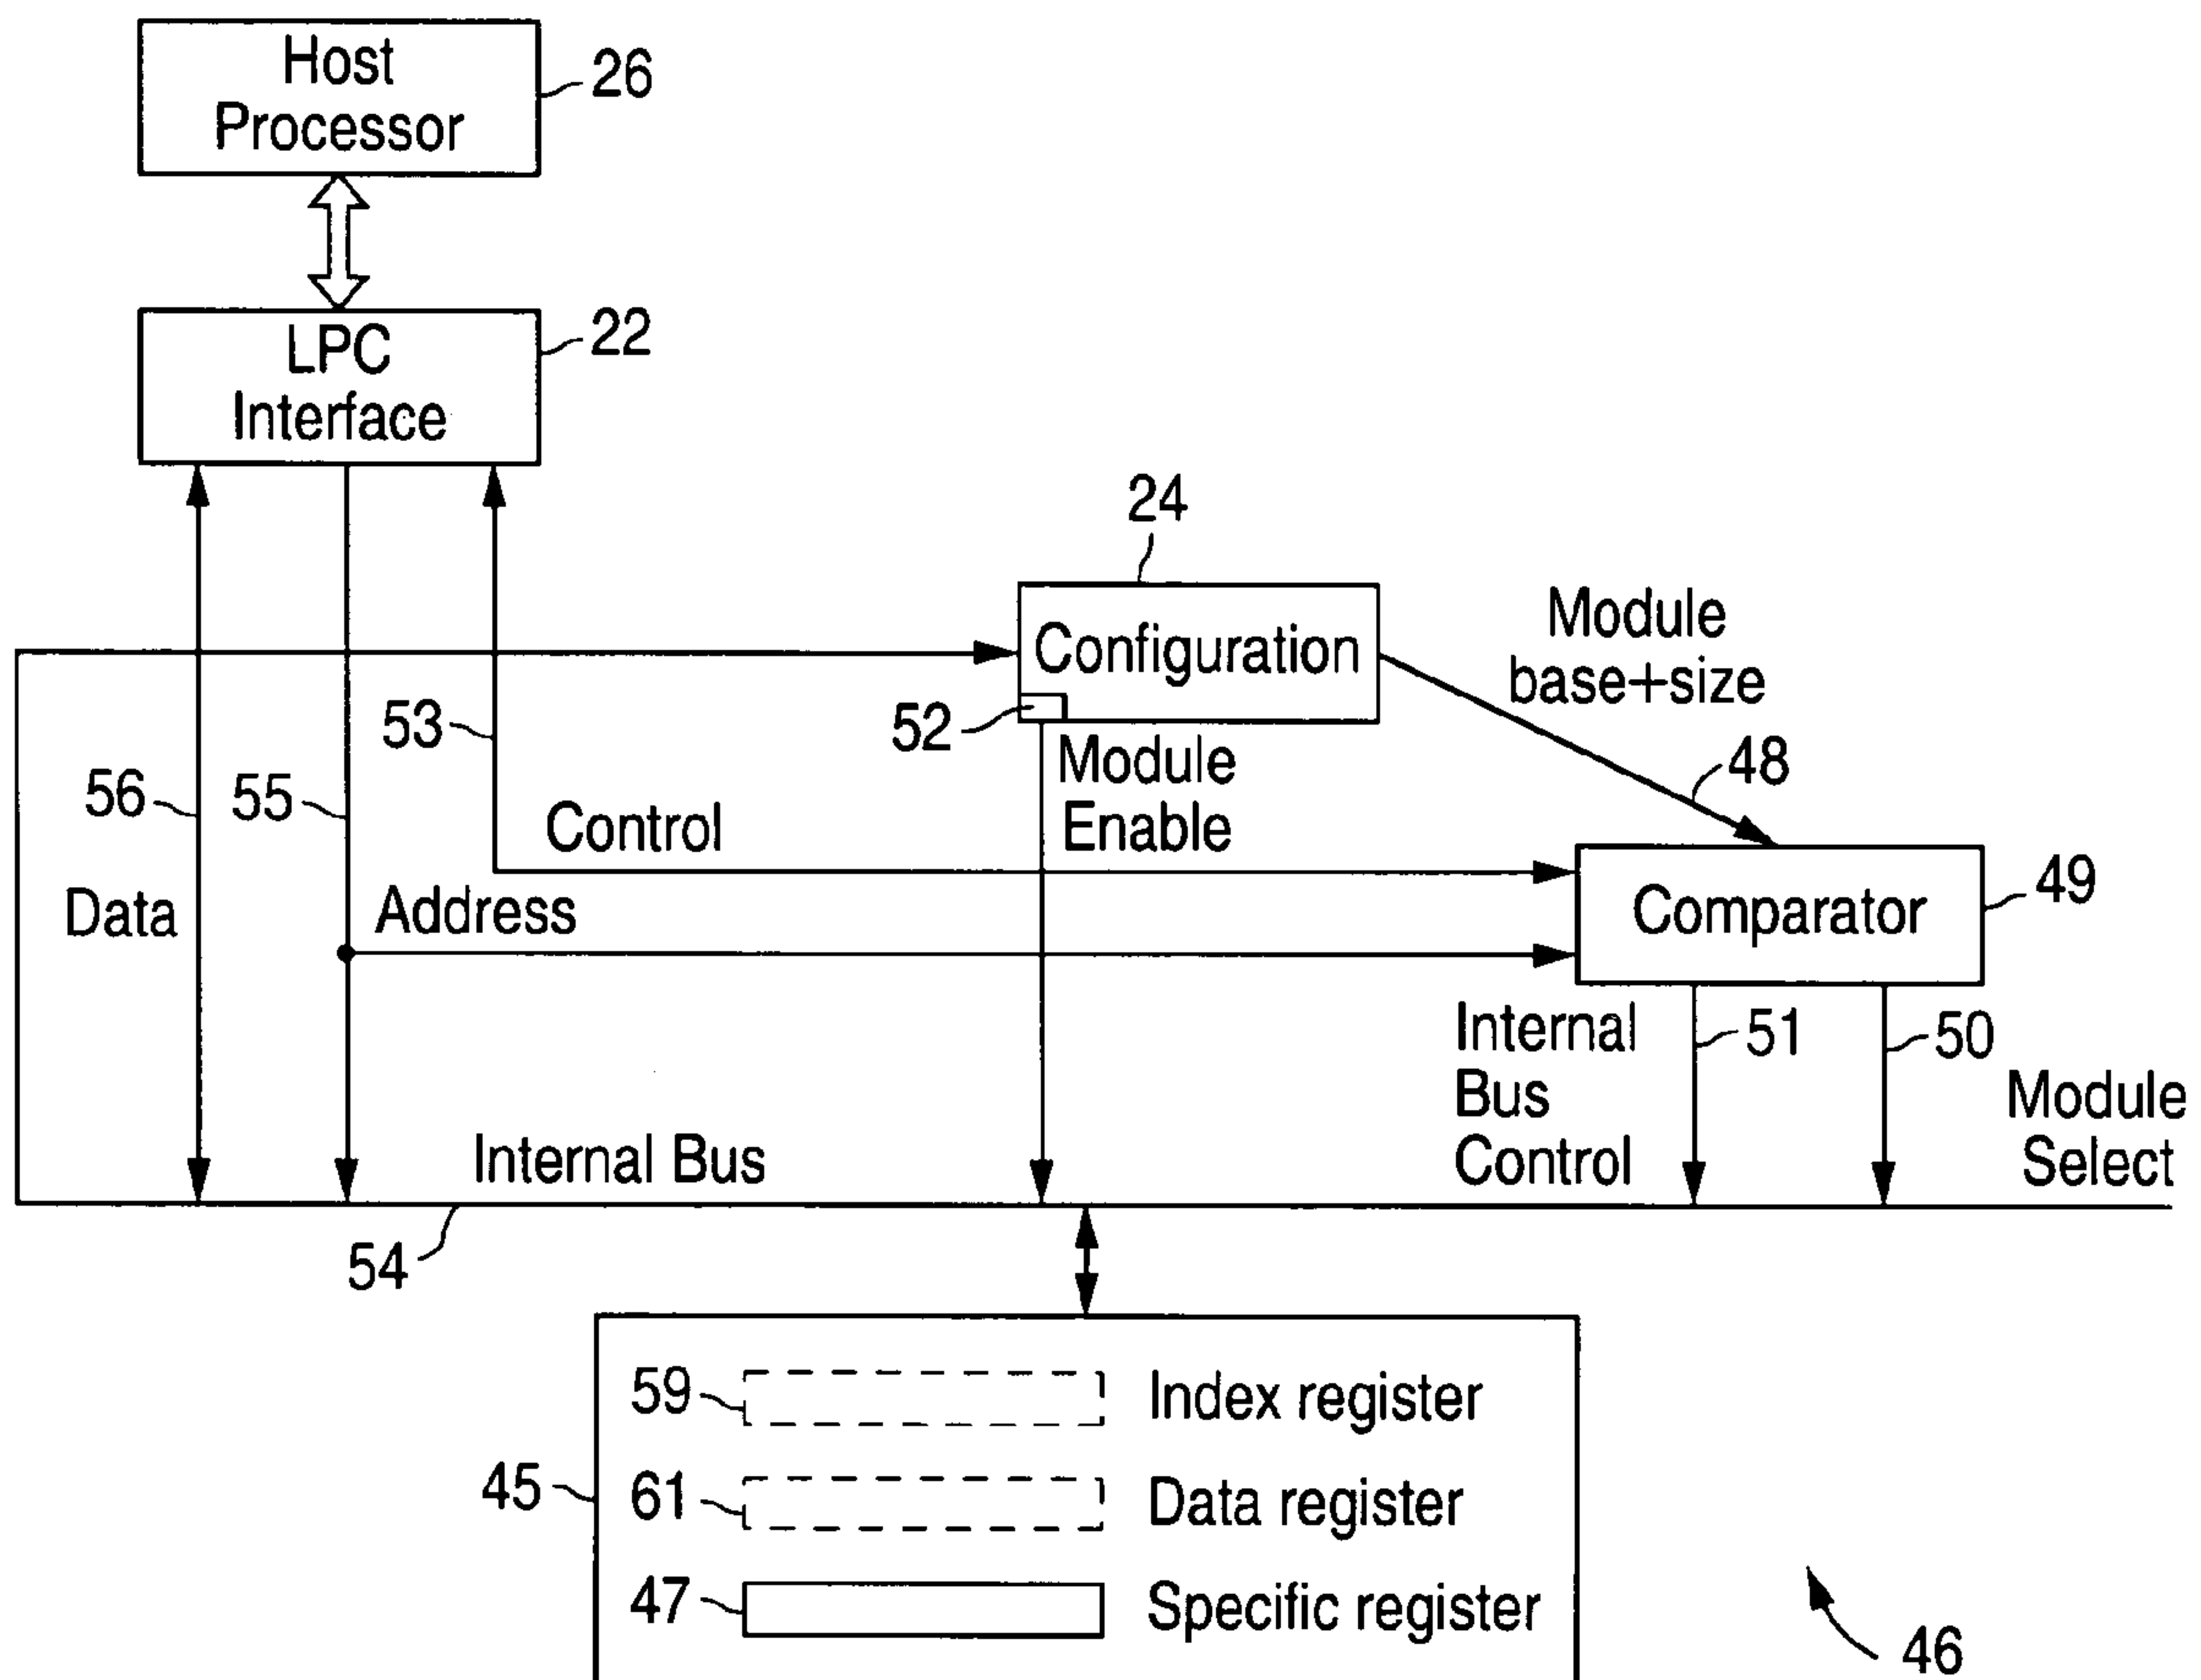 Host
Processor
26
LPC
Interface
22
24
Configuration
Module
base+size
53
52
Module
Enable
48
56
55
Control
Data
Address
Comparator
49
Internal
Bus
Control
51
50
Module
Select
Internal Bus
54
59
Index register
45
61
Data register
47
Specific register
46